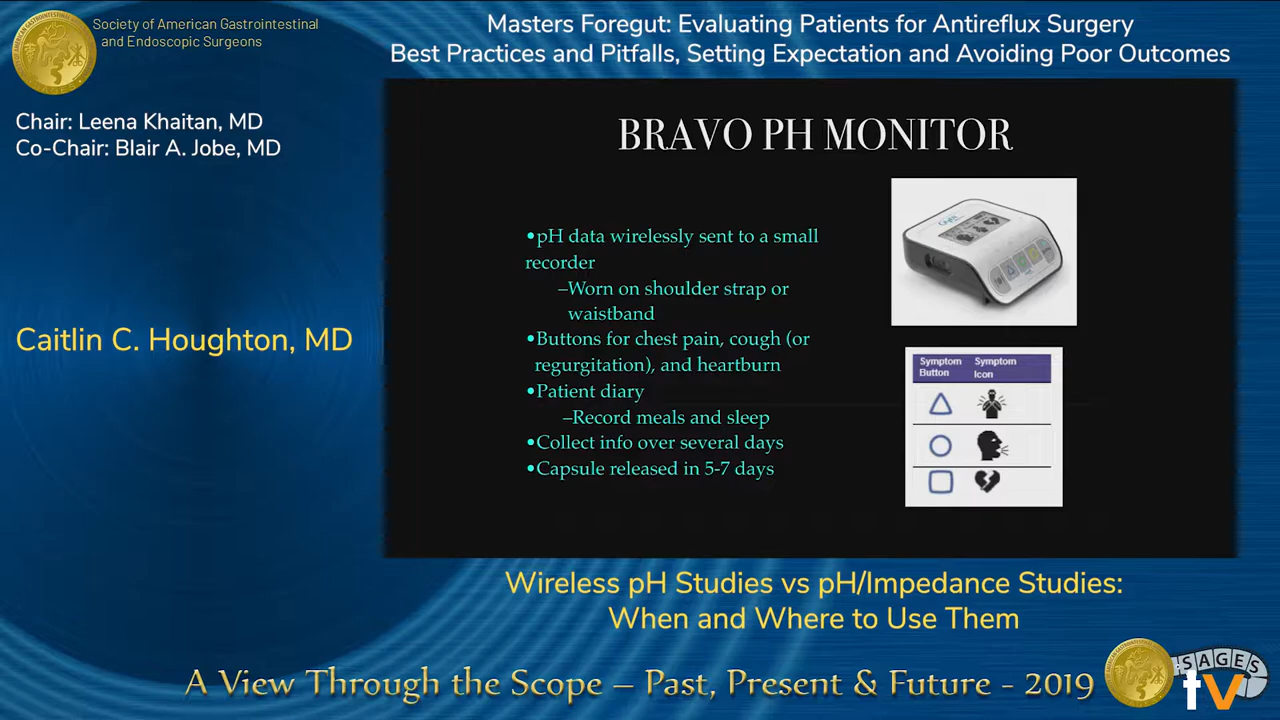 Society of American Gastrointestinal
and Endoscopic Surgeons
Masters Foregut: Evaluating Patients for Antireflux Surgery
Best Practices and Pitfalls, Setting Expectation and Avoiding Poor Outcomes
Chair: Leena Khaitan, MD
Co-Chair: Blair A. Jobe, MD
Caitlin C. Houghton, MD
BRAVO PH MONITOR
•pH data wirelessly sent to a small
recorder
–Worn on shoulder strap or
waistband
•Buttons for chest pain, cough (or
regurgitation), and heartburn
•Patient diary
–Record meals and sleep
•Collect info over several days
•Capsule released in 5-7 days
Symptom Symptom
Button Icon
Wireless pH Studies vs pH/Impedance Studies:
When and Where to Use Them
A View Through the Scope – Past, Present & Future - 2019
SAGES
tv